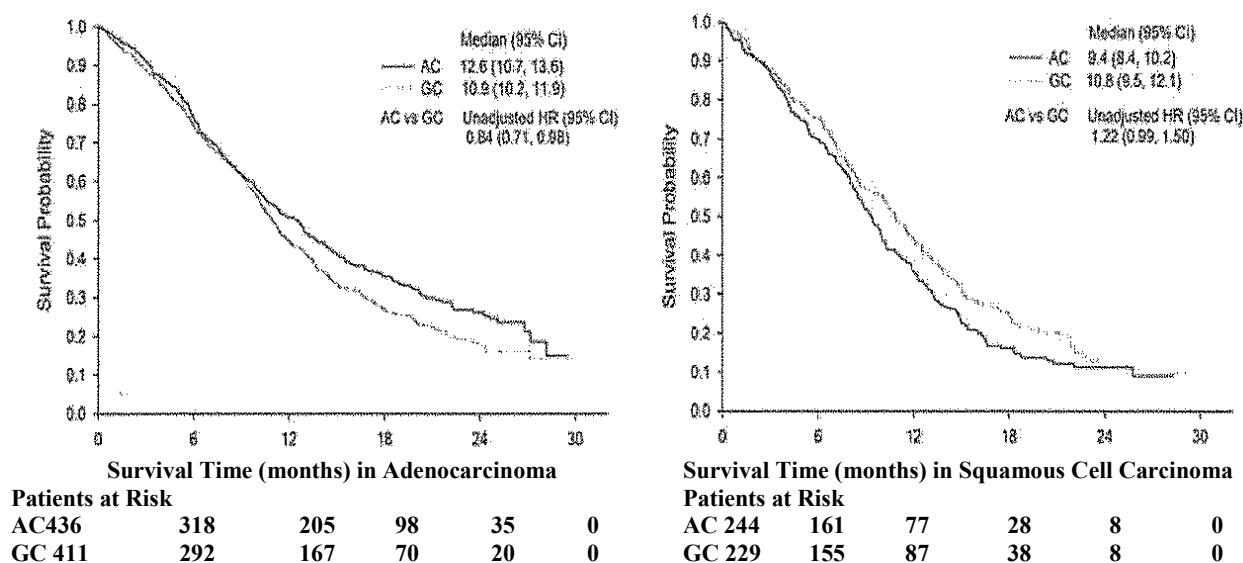 Median (95% CI)
AC 12.6 (10.7, 13.6)
GC 10.9 (10.2, 11.9)
AC vs GC Unadjusted HR (95% CI)
0.84 (0.71, 0.98)
Survival Probability
1.0
0.9
0.8
0.7
0.6
0.5
0.4
0.3
0.2
0.1
0.0
0 6 12 18 24 30
Survival Time (months) in Adenocarcinoma
Patients at Risk
AC436 318 205 98 35 0
GC 411 292 167 70 20 0
Median (95% CI)
AC 9.4 (8.4, 10.2)
GC 10.8 (9.5, 12.1)
AC vs GC Unadjusted HR (95% CI)
1.22 (0.99, 1.50)
Survival Probability
1.0
0.9
0.8
0.7
0.6
0.5
0.4
0.3
0.2
0.1
0.0
0 6 12 18 24 30
Survival Time (months) in Squamous Cell Carcinoma
Patients at Risk
AC 244 161 77 28 8 0
GC 229 155 87 38 8 0